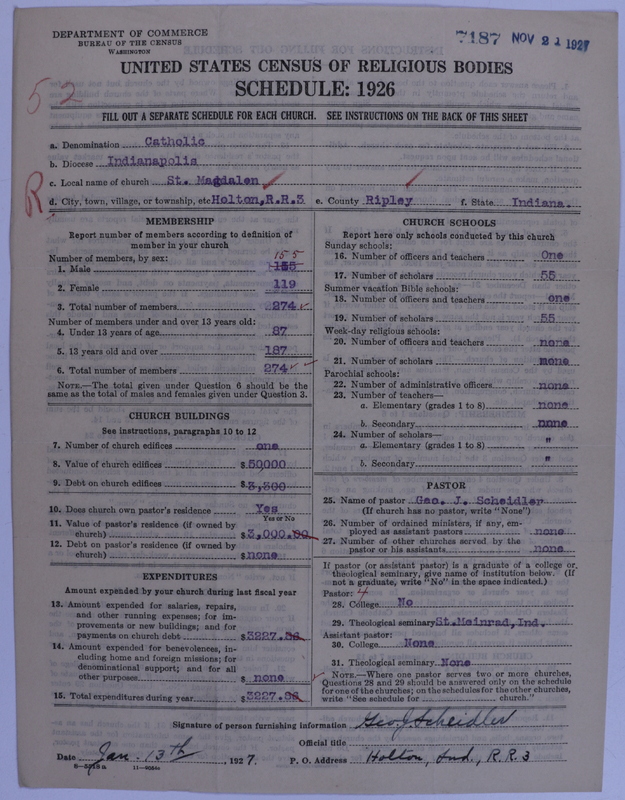 DEPARTMENT OF COMMERCE
BUREAU OF THE CENSUS
WASHINGTON
7187 NOV 21 1927
UNITED STATES CENSUS OF RELIGIOUS BODIES
SCHEDULE: 1926
52
FILL OUT A SEPARATE SCHEDULE FOR EACH CHURCH. SEE INSTRUCTIONS ON THE BACK OF THIS SHEET
a. Denomination Catholic
b. Diocese Indianapolis
c. Local name of church St. Magdalen
R.
d. City, town, village, or township, etc Holton, R.R.3 e. County Ripley f. State Indiana.
MEMBERSHIP
Report number of members according to definition of
member in your church
Number of members, by sex:
1. Male 155
155
2. Female 119
3. Total number of members 274
Number of members under and over 13 years old:
4. Under 13 years of age 87
5. 13 years old and over 187
6. Total number of members 274
NOTE.—The total given under Question 6 should be the
same as the total of males and females given under Question 3.
CHURCH BUILDINGS
See instructions, paragraphs 10 to 12
7. Number of church edifices one
8. Value of church edifices $50,000
9. Debt on church edifices $3,300
10. Does church own pastor's residence Yes
Yes or No
11. Value of pastor's residence (if owned by
church) $3,000.00
12. Debt on pastor's residence (if owned by
church) $none
EXPENDITURES
Amount expended by your church during last fiscal year
13. Amount expended for salaries, repairs,
and other running expenses; for im-
provements or new buildings; and for
payments on church debt $3227.
14. Amount expended for benevolences, in-
cluding home and foreign missions; for
denominational support; and for all
other purposes $ none
15. Total expenditures during year $3227.
CHURCH SCHOOLS
Report here only schools conducted by this church
Sunday schools:
16. Number of officers and teachers One
17. Number of scholars 55
Summer vacation Bible schools:
18. Number of officers and teachers one
19. Number of scholars 55
Week-day religious schools:
20. Number of officers and teachers none
21. Number of scholars none
Parochial schools:
22. Number of administrative officers none
23. Number of teachers—
a. Elementary (grades 1 to 8) none
b. Secondary none
24. Number of scholars—
a. Elementary (grades 1 to 8) "
b. Secondary "
PASTOR
25. Name of pastor Geo. J. Scheidler
(If church has no pastor, write "None")
26. Number of ordained ministers, if any, em-
ployed as assistant pastors none
27. Number of other churches served by the
pastor or his assistants none
If pastor (or assistant pastor) is a graduate of a college or
theological seminary, give name of institution below. (If
not a graduate, write "No" in the space indicated.)
Pastor: 4
28. College No
29. Theological seminary St. Meinrad, Ind.
Assistant pastor:
30. College None
31. Theological seminary None
NOTE.—Where one pastor serves two or more churches,
Questions 28 and 29 should be answered only on the schedule
for one of the churches; on the schedules for the other churches,
write "See schedule for church."
Signature of person furnishing information Geo. J. Scheidler
Official title
Date Jan. 13th, 1927. P. O. Address Holton, Ind., R.R.3